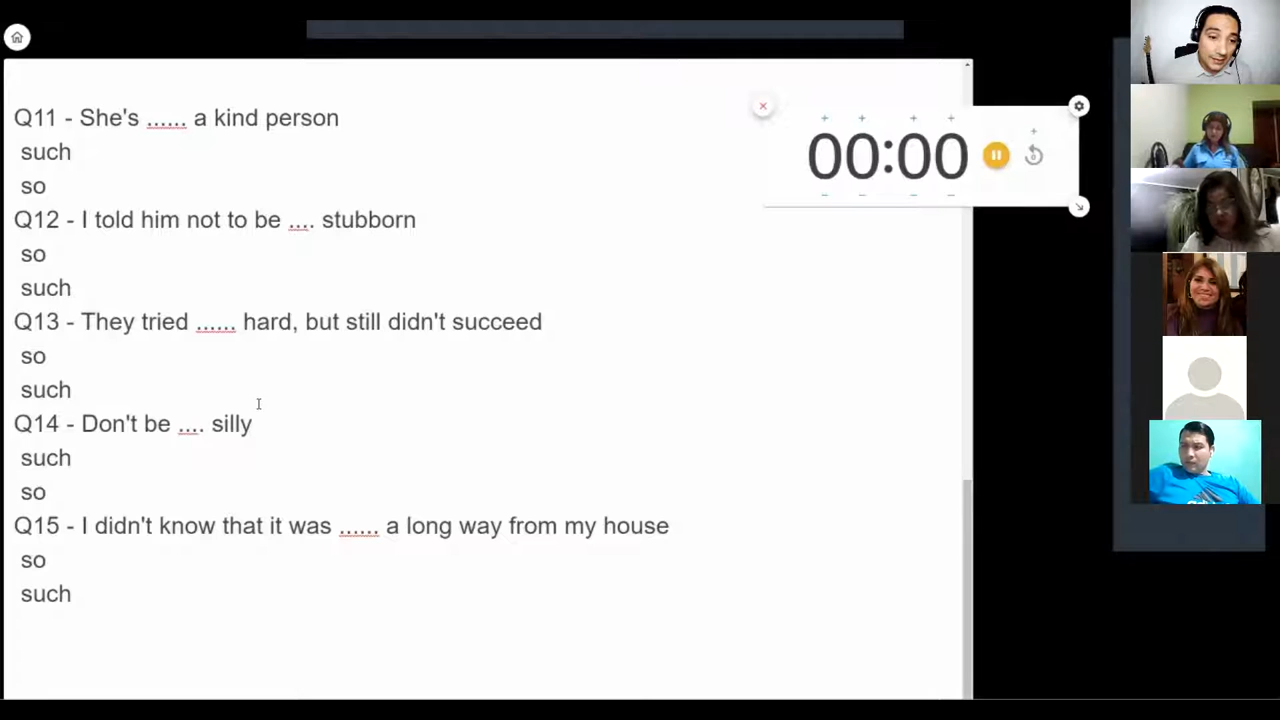 Q11 - She's ...... a kind person
such
so
Q12 - I told him not to be .... stubborn
so
such
Q13 - They tried ...... hard, but still didn't succeed
so
such
Q14 - Don't be .... silly
such
so
Q15 - I didn't know that it was ...... a long way from my house
so
such
00:00